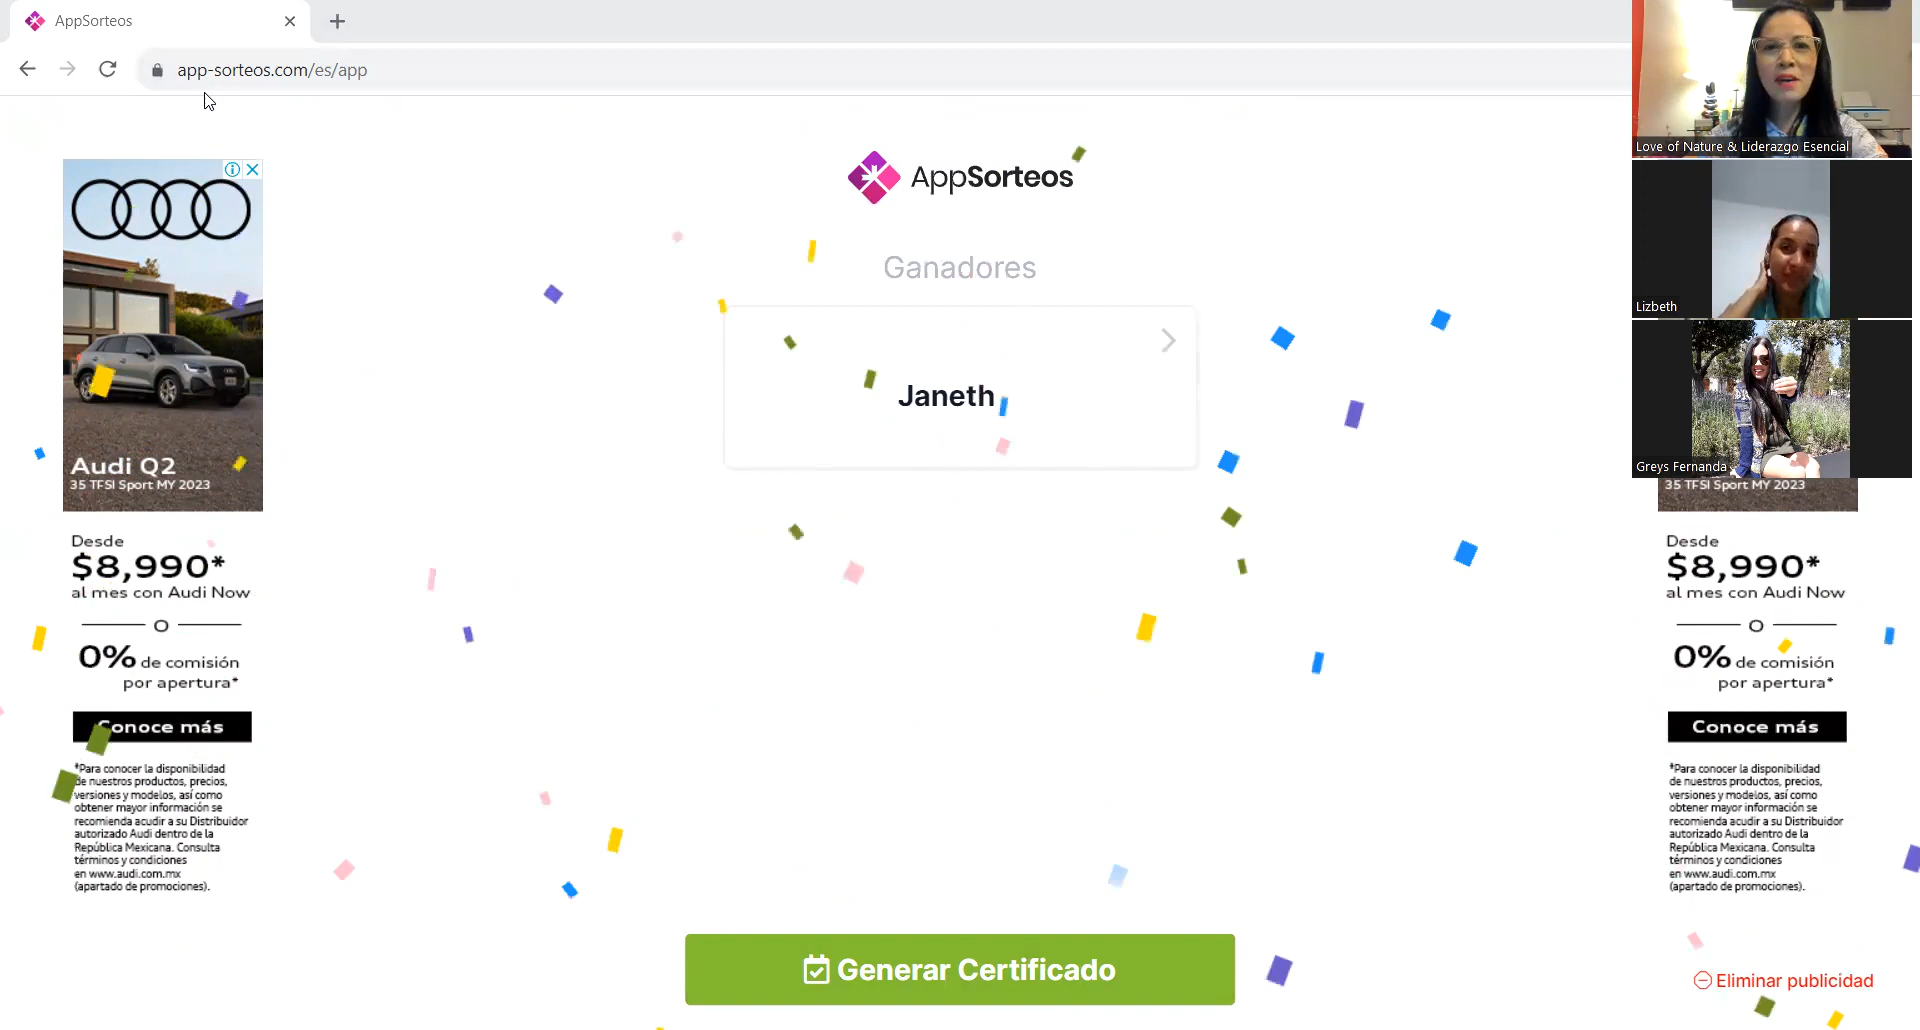 AppSorteos
app-sorteos.com/es/app
AppSorteos
Ganadores
Janeth
Generar Certificado
Audi Q2
35 TFSI Sport MY 2023
Desde
$8,990*
al mes con Audi Now
O
0% de comisión
por apertura*
Conoce más
*Para conocer la disponibilidad
de nuestros productos, precios,
versiones y modelos, así como
obtener mayor información se
recomienda acudir a su Distribuidor
autorizado Audi dentro de la
República Mexicana. Consulta
términos y condiciones
en www.audi.com.mx
(apartado de promociones).
Love of Nature & Liderazgo Esencial
Lizbeth
Greys Fernanda
35 TFSI Sport MY 2023
Desde
$8,990*
al mes con Audi Now
O
0% de comisión
por apertura*
Conoce más
*Para conocer la disponibilidad
de nuestros productos, precios,
versiones y modelos, así como
obtener mayor información se
recomienda acudir a su Distribuidor
autorizado Audi dentro de la
República Mexicana. Consulta
términos y condiciones
en www.audi.com.mx
(apartado de promociones).
Eliminar publicidad